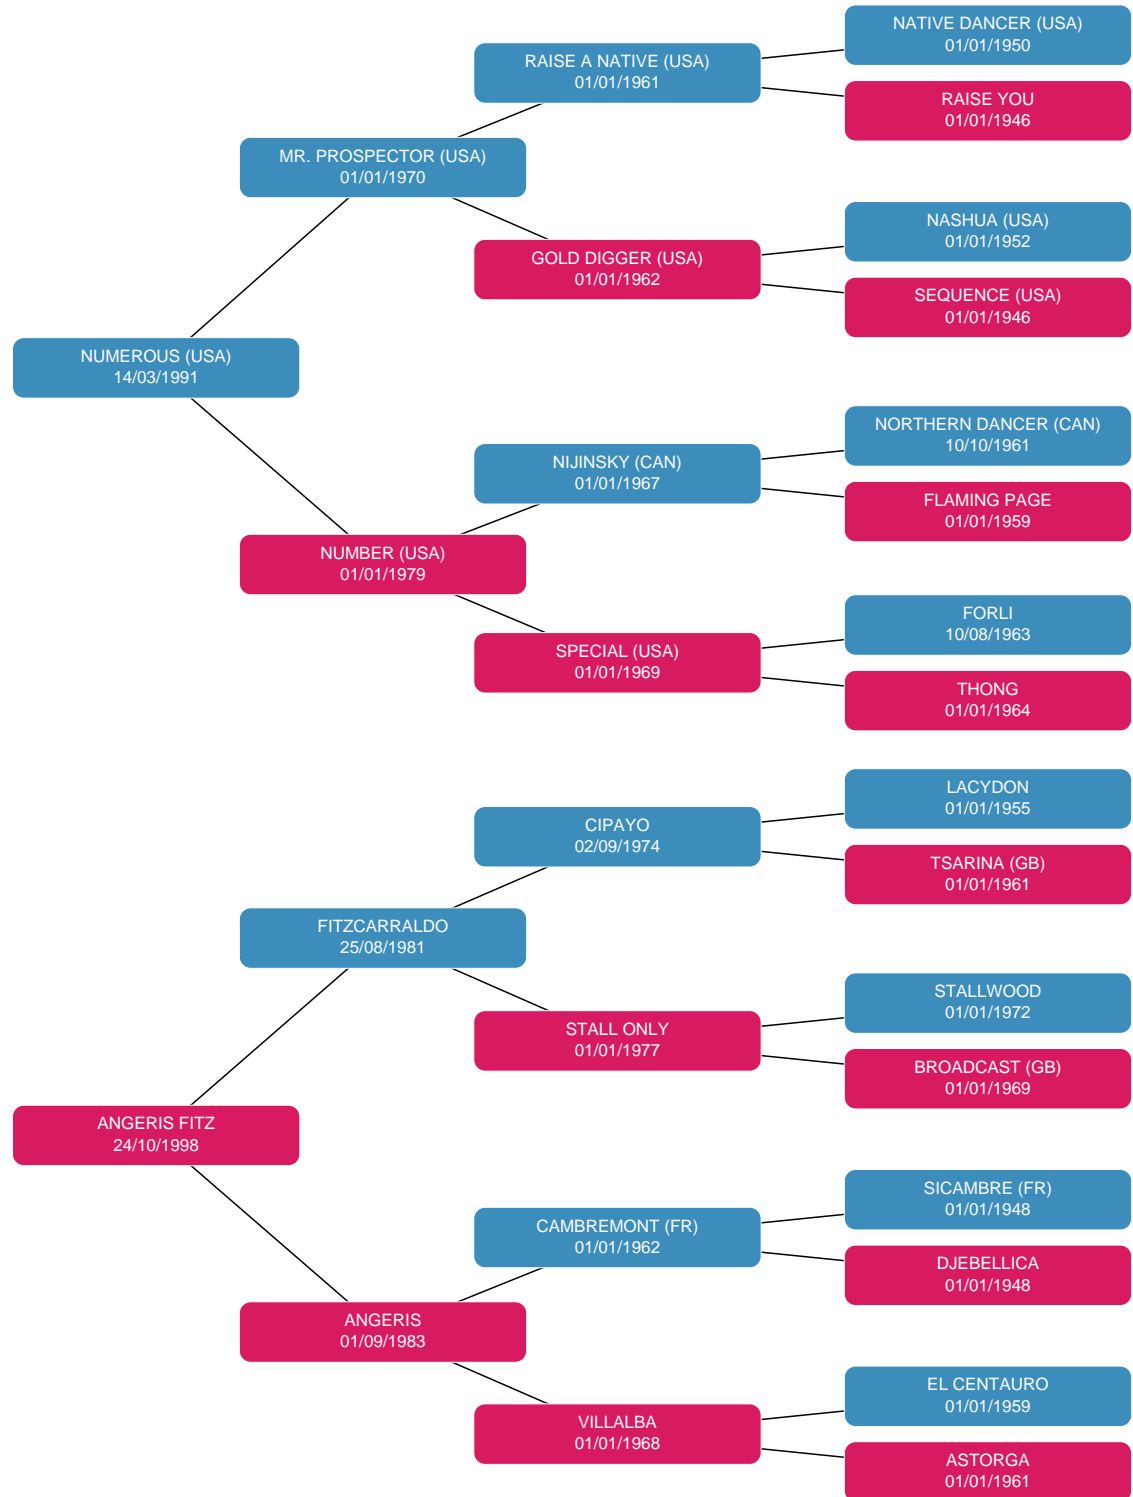 NATIVE DANCER (USA)
01/01/1950
RAISE A NATIVE (USA)
01/01/1961
RAISE YOU
01/01/1946
MR. PROSPECTOR (USA)
01/01/1970
NASHUA (USA)
01/01/1952
GOLD DIGGER (USA)
01/01/1962
SEQUENCE (USA)
01/01/1946
NUMEROUS (USA)
14/03/1991
NORTHERN DANCER (CAN)
10/10/1961
NIJINSKY (CAN)
01/01/1967
FLAMING PAGE
01/01/1959
NUMBER (USA)
01/01/1979
FORLI
10/08/1963
SPECIAL (USA)
01/01/1969
THONG
01/01/1964
LACYDON
01/01/1955
CIPAYO
02/09/1974
TSARINA (GB)
01/01/1961
FITZCARRALDO
25/08/1981
STALLWOOD
01/01/1972
STALL ONLY
01/01/1977
BROADCAST (GB)
01/01/1969
ANGERIS FITZ
24/10/1998
SICAMBRE (FR)
01/01/1948
CAMBREMONT (FR)
01/01/1962
DJEBELLICA
01/01/1948
ANGERIS
01/09/1983
EL CENTAURO
01/01/1959
VILLALBA
01/01/1968
ASTORGA
01/01/1961